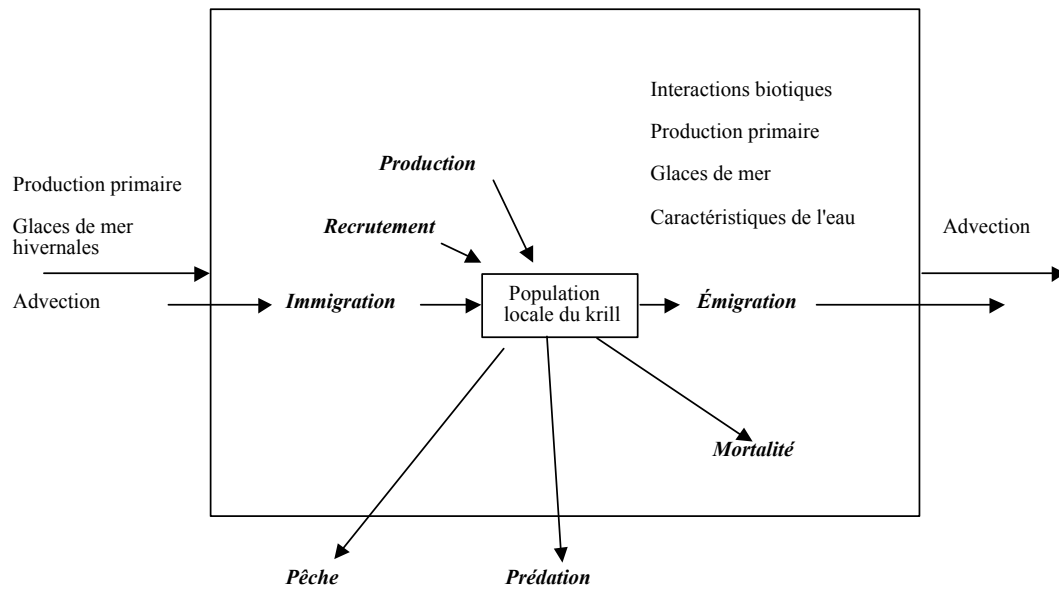 Interactions biotiques
Production primaire
Glaces de mer
Caractéristiques de l'eau
Production
Recrutement
Production primaire
Glaces de mer
hivernales
Advection
Immigration
Population
locale du krill
Émigration
Advection
Mortalité
Pêche
Prédation